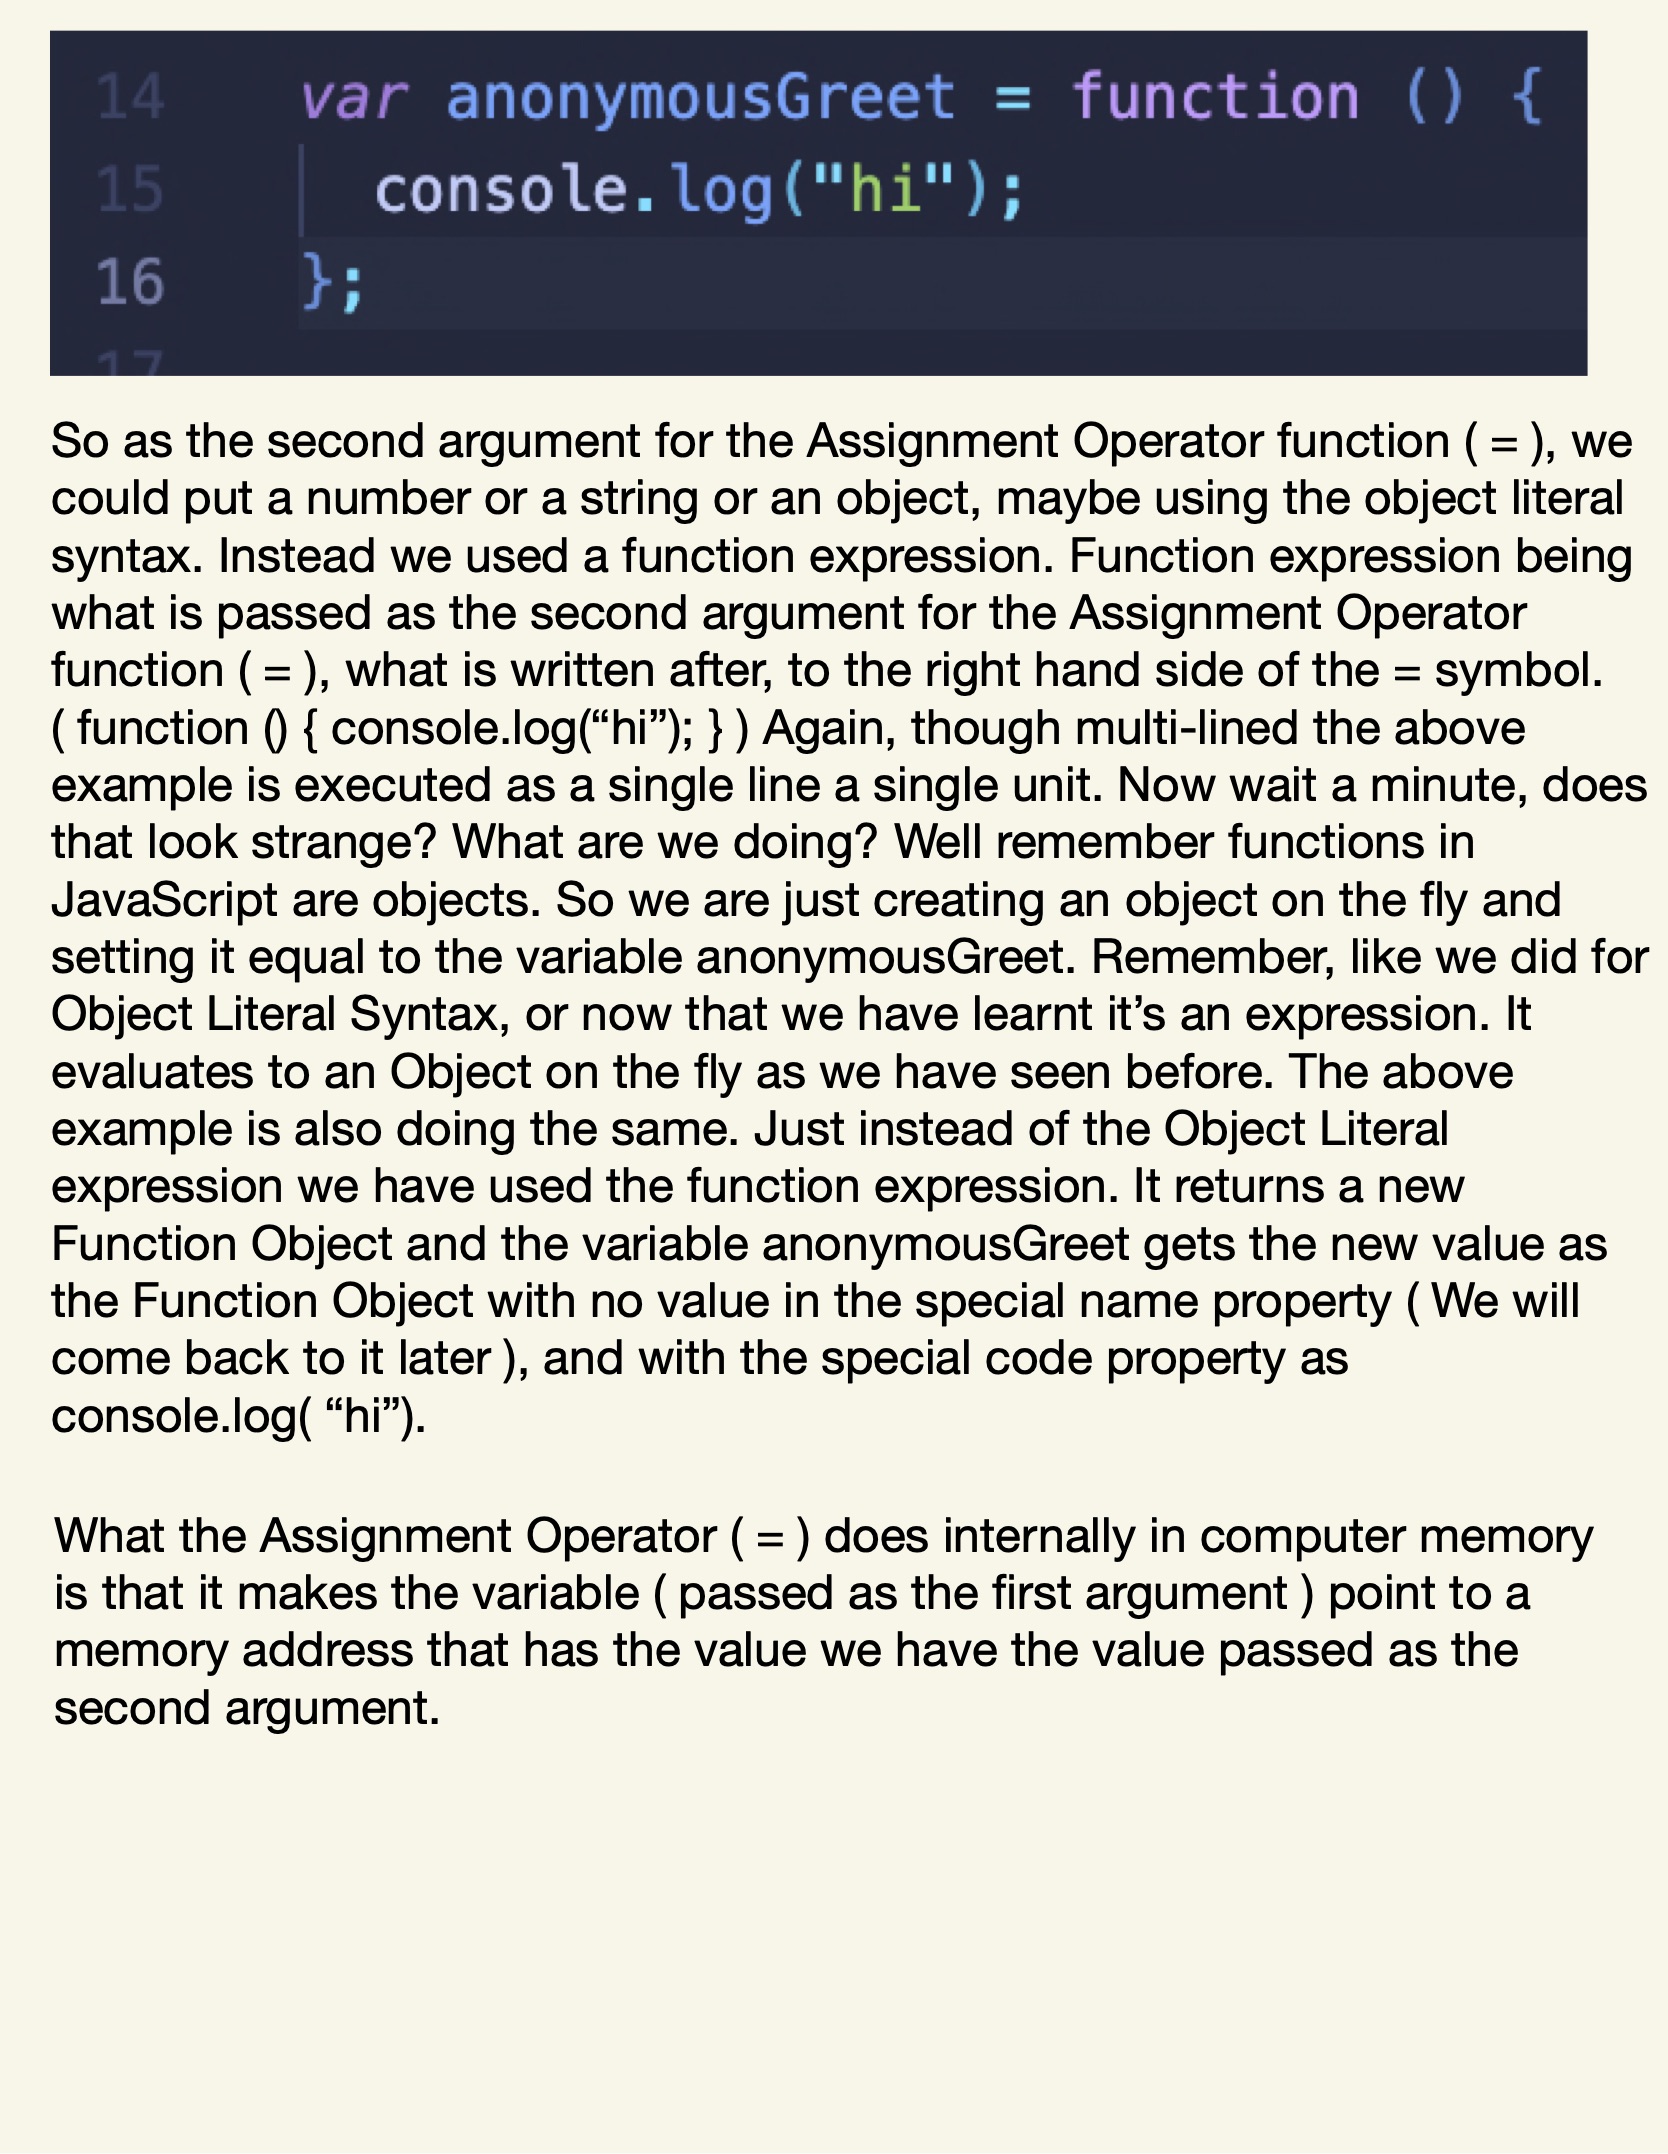 14 var anonymousGreet = function () {
15 console.log("hi");
16 };
17
So as the second argument for the Assignment Operator function ( = ), we
could put a number or a string or an object, maybe using the object literal
syntax. Instead we used a function expression. Function expression being
what is passed as the second argument for the Assignment Operator
function ( = ), what is written after, to the right hand side of the = symbol.
( function () { console.log(“hi”); } ) Again, though multi-lined the above
example is executed as a single line a single unit. Now wait a minute, does
that look strange? What are we doing? Well remember functions in
JavaScript are objects. So we are just creating an object on the fly and
setting it equal to the variable anonymousGreet. Remember, like we did for
Object Literal Syntax, or now that we have learnt it’s an expression. It
evaluates to an Object on the fly as we have seen before. The above
example is also doing the same. Just instead of the Object Literal
expression we have used the function expression. It returns a new
Function Object and the variable anonymousGreet gets the new value as
the Function Object with no value in the special name property ( We will
come back to it later ), and with the special code property as
console.log( “hi”).
What the Assignment Operator ( = ) does internally in computer memory
is that it makes the variable ( passed as the first argument ) point to a
memory address that has the value we have the value passed as the
second argument.